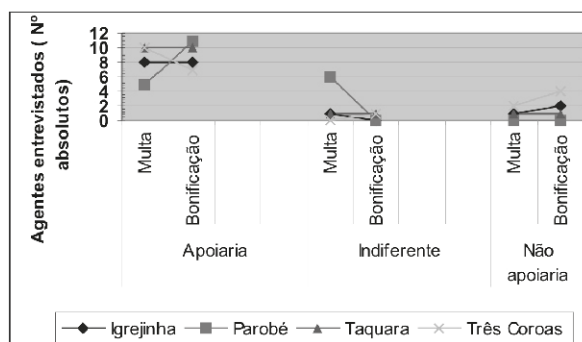 Agentes entrevistados ( Nº
absolutos)
12
10
8
6
4
2
0
Multa
Bonificação
Multa
Bonificação
Multa
Bonificação
Apoiaria
Indiferente
Não
apoiaria
Igrejinha Parobé Taquara Três Coroas